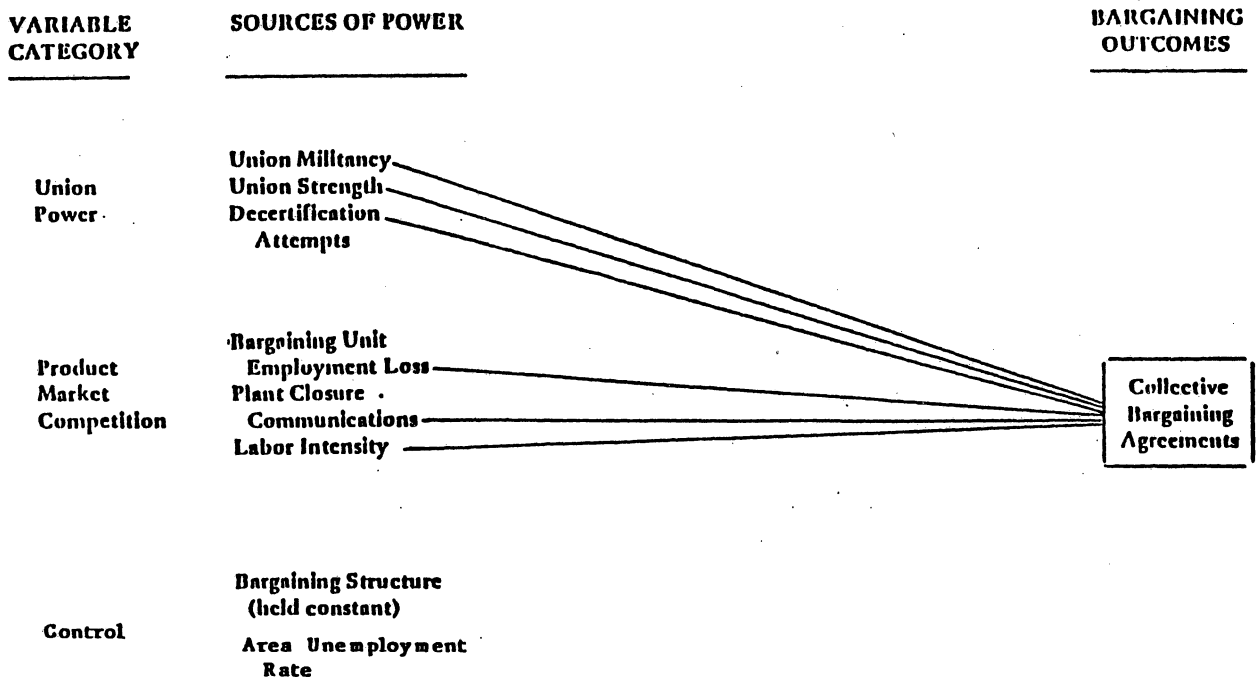 VARIABLE CATEGORY
SOURCES OF POWER
BARGAINING OUTCOMES
Union Power
Union Militancy
Union Strength
Decertification
Attempts
Product Market Competition
Bargaining Unit
Employment Loss
Plant Closure
Communications
Labor Intensity
Collective
Bargaining
Agreements
Control
Bargaining Structure
(held constant)
Area Unemployment
Rate